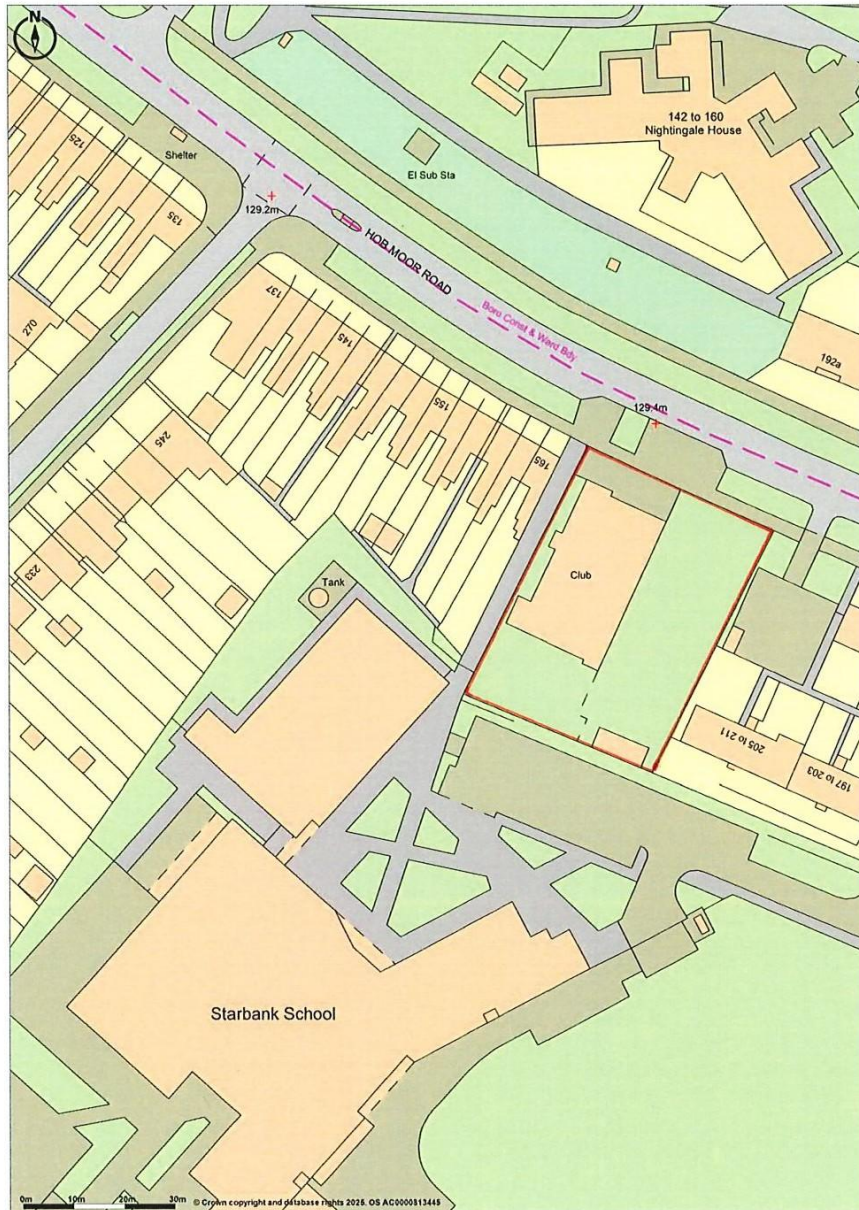 N
142 to 160
Nightingale House
125
Shelter
El Sub Sta
135
129.2m
HOB MOOR ROAD
137
270
145
Boro Const & Ward Bdy
192a
155
129.4m
245
165
233
Tank
Club
205 to 211
197 to 203
Starbank School
0m 10m 20m 30m © Crown copyright and database rights 2025. OS AC0000813445